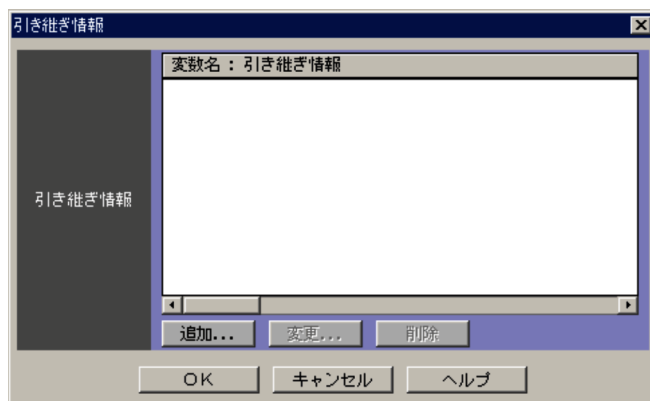 引き継ぎ情報
変数名 : 引き継ぎ情報
引き継ぎ情報
追加... 変更... 削除
OK キャンセル ヘルプ